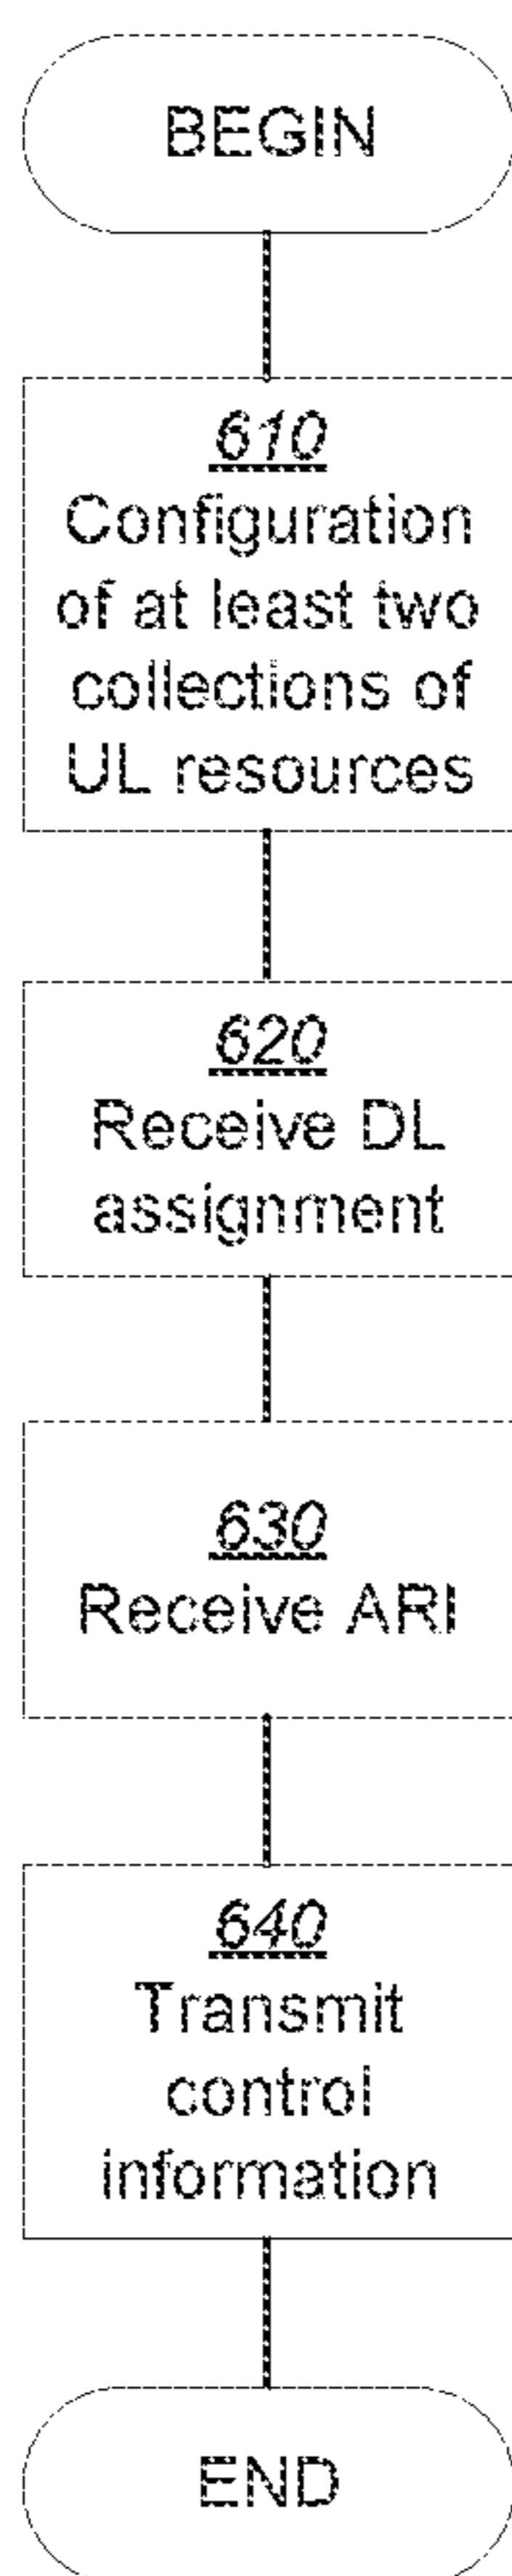 BEGIN
610
Configuration
of at least two
collections of
UL resources
620
Receive DL
assignment
630
Receive ARI
640
Transmit
control
information
END